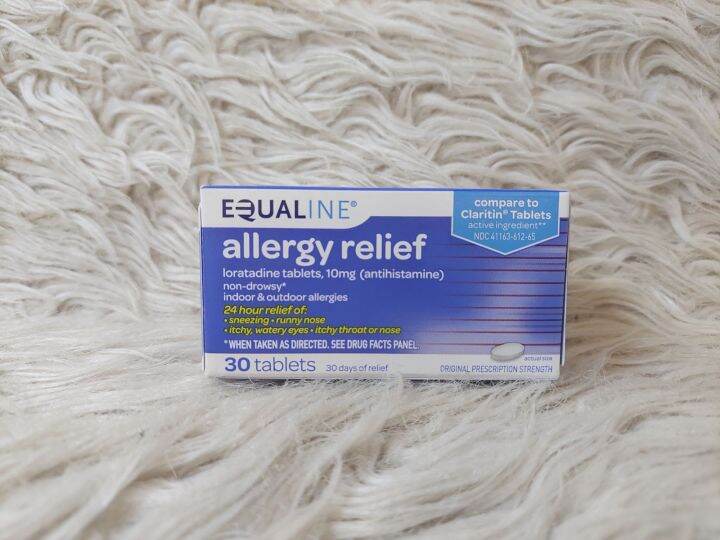 EQUALINE®
compare to
Claritin® Tablets
active ingredient**
NDC 41163-612-65
allergy relief
loratadine tablets, 10mg (antihistamine)
non-drowsy*
indoor & outdoor allergies
24 hour relief of:
• sneezing • runny nose
• itchy, watery eyes • itchy throat or nose
*WHEN TAKEN AS DIRECTED. SEE DRUG FACTS PANEL.
actual size
30 tablets 30 days of relief
ORIGINAL PRESCRIPTION STRENGTH